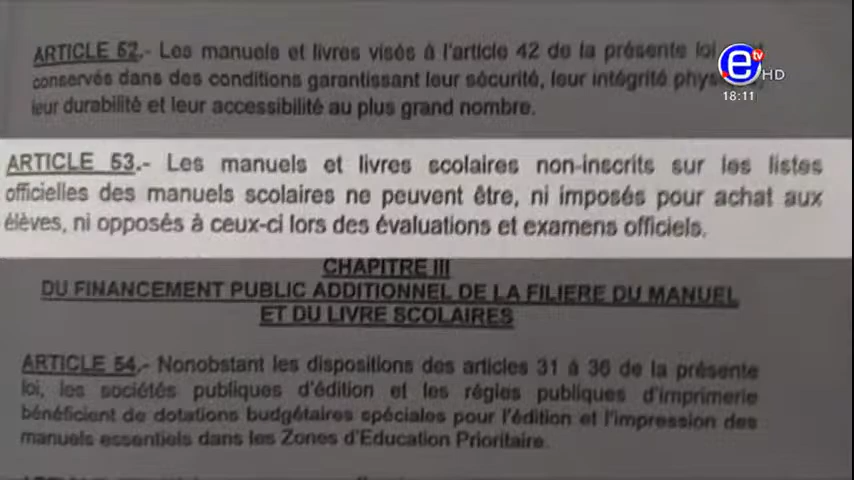 ARTICLE 52.- Les manuels et livres visés à l'article 42 de la présente loi
conservés dans des conditions garantissant leur sécurité, leur intégrité
leur durabilité et leur accessibilité au plus grand nombre.
ARTICLE 53.- Les manuels et livres scolaires non-inscrits sur les listes
officielles des manuels scolaires ne peuvent être, ni imposés pour achat aux
élèves, ni opposés à ceux-ci lors des évaluations et examens officiels.
CHAPITRE III
DU FINANCEMENT PUBLIC ADDITIONNEL DE LA FILIERE DU MANUEL
ET DU LIVRE SCOLAIRES
ARTICLE 54.- Nonobstant les dispositions des articles 31 à 36 de la présente
loi, les sociétés publiques d'édition et les régies publiques d'imprimerie
bénéficient de dotations budgétaires spéciales pour l'édition et l'impression des
manuels essentiels dans les Zones d'Education Prioritaire.
e tv HD
18:11